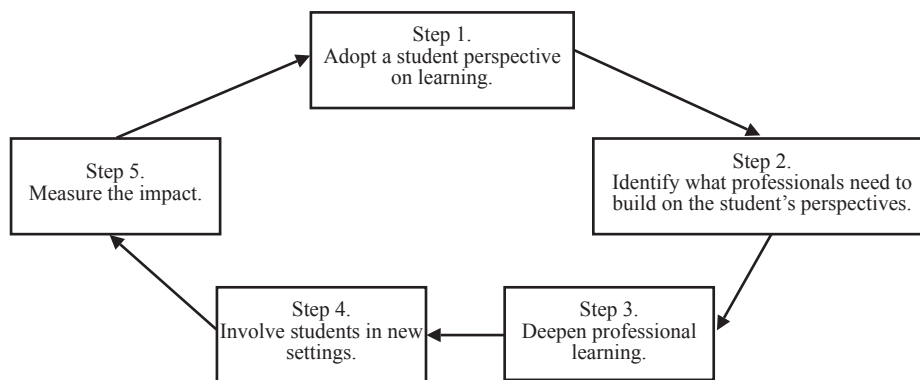 Step 1.
Adopt a student perspective
on learning.
Step 2.
Identify what professionals need to
build on the student’s perspectives.
Step 3.
Deepen professional
learning.
Step 4.
Involve students in new
settings.
Step 5.
Measure the impact.